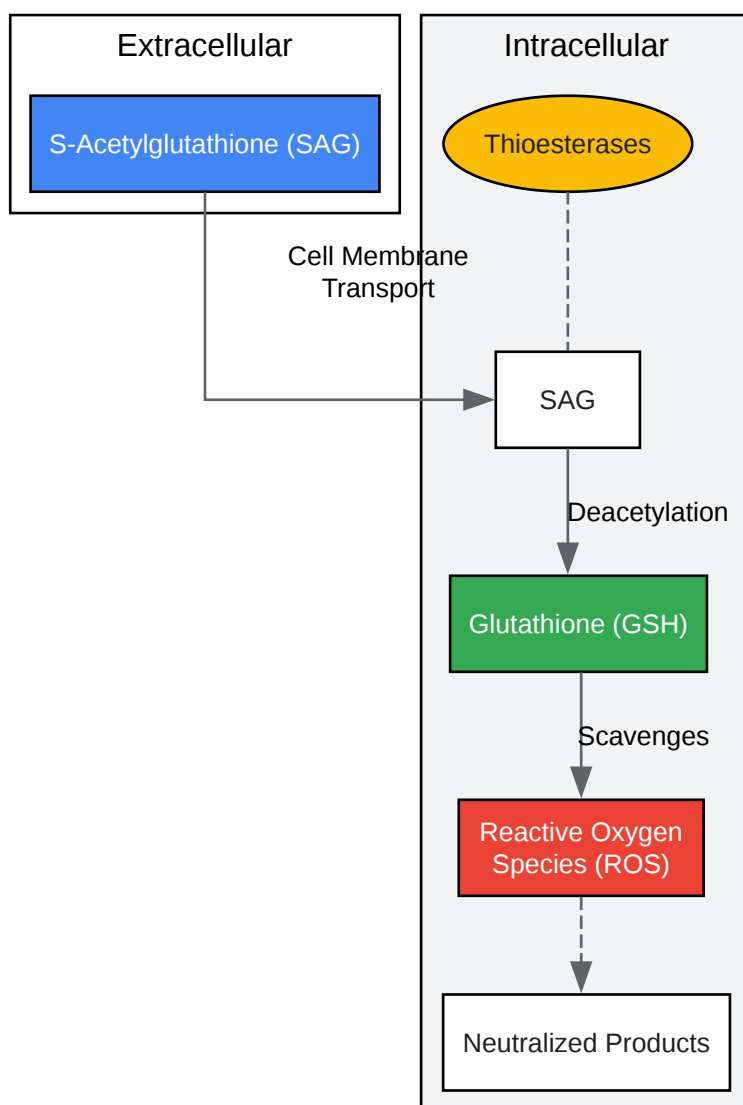 Extracellular
Intracellular
S-Acetylglutathione (SAG)
Thioesterases
Cell Membrane
Transport
SAG
Deacetylation
Glutathione (GSH)
Scavenges
Reactive Oxygen
Species (ROS)
Neutralized Products